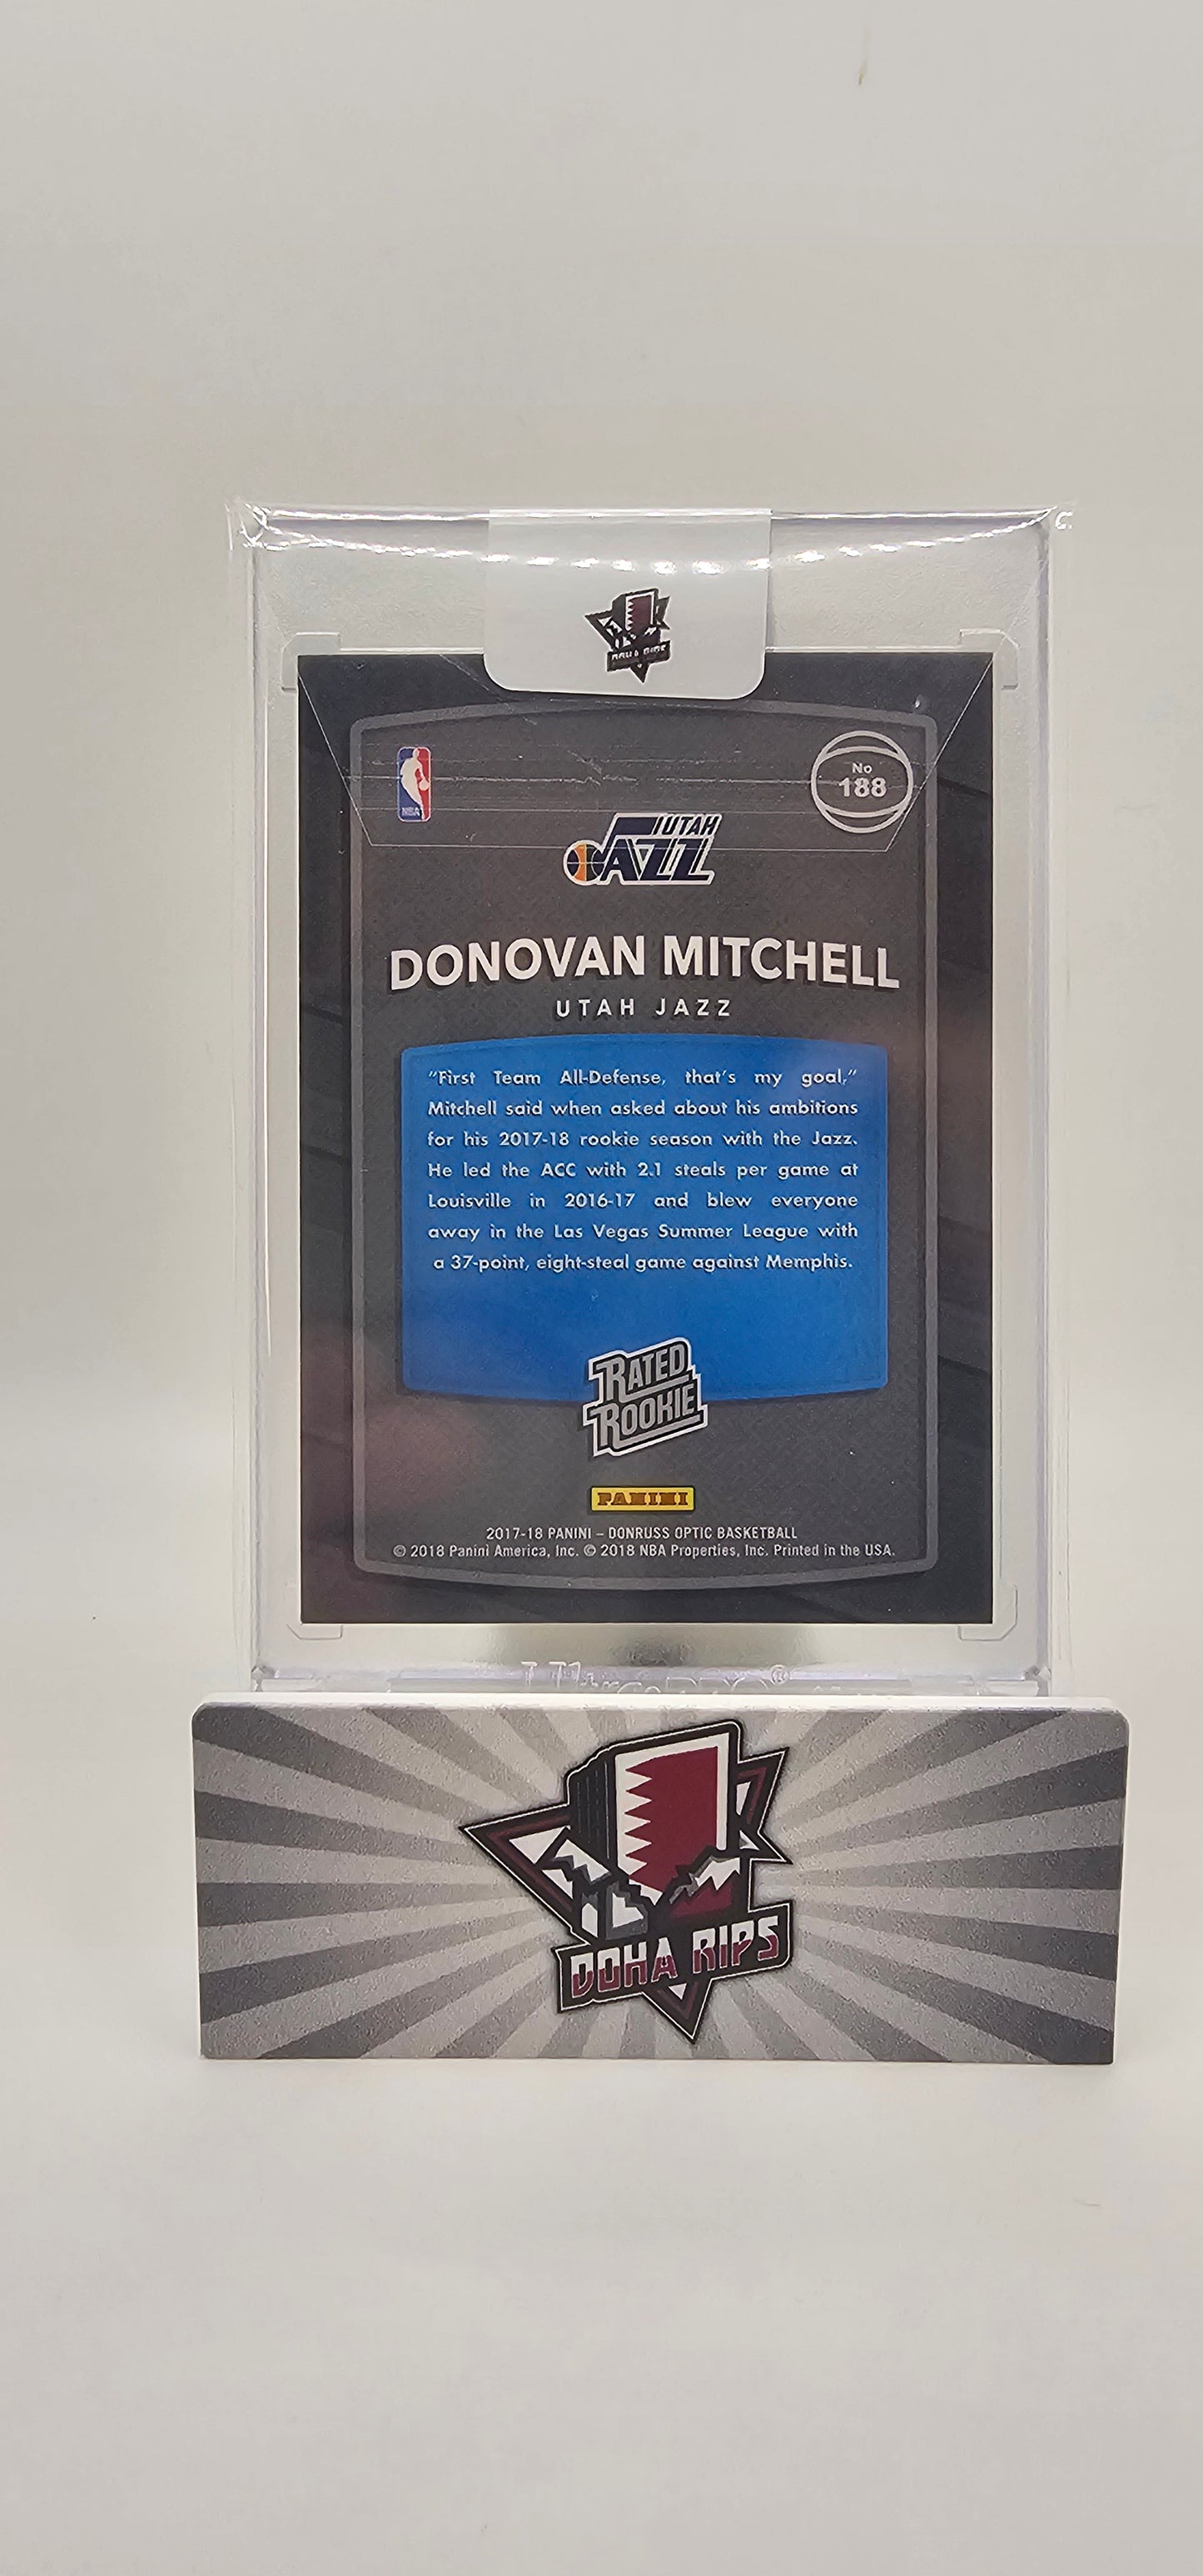 DOHA RIPS
NBA
No
188
UTAH
JAZZ
DONOVAN MITCHELL
UTAH JAZZ
“First Team All-Defense, that’s my goal,”
Mitchell said when asked about his ambitions
for his 2017-18 rookie season with the Jazz.
He led the ACC with 2.1 steals per game at
Louisville in 2016-17 and blew everyone
away in the Las Vegas Summer League with
a 37-point, eight-steal game against Memphis.
RATED
ROOKIE
PANINI
2017-18 PANINI – DONRUSS OPTIC BASKETBALL
© 2018 Panini America, Inc. © 2018 NBA Properties, Inc. Printed in the USA.
DOHA RIPS